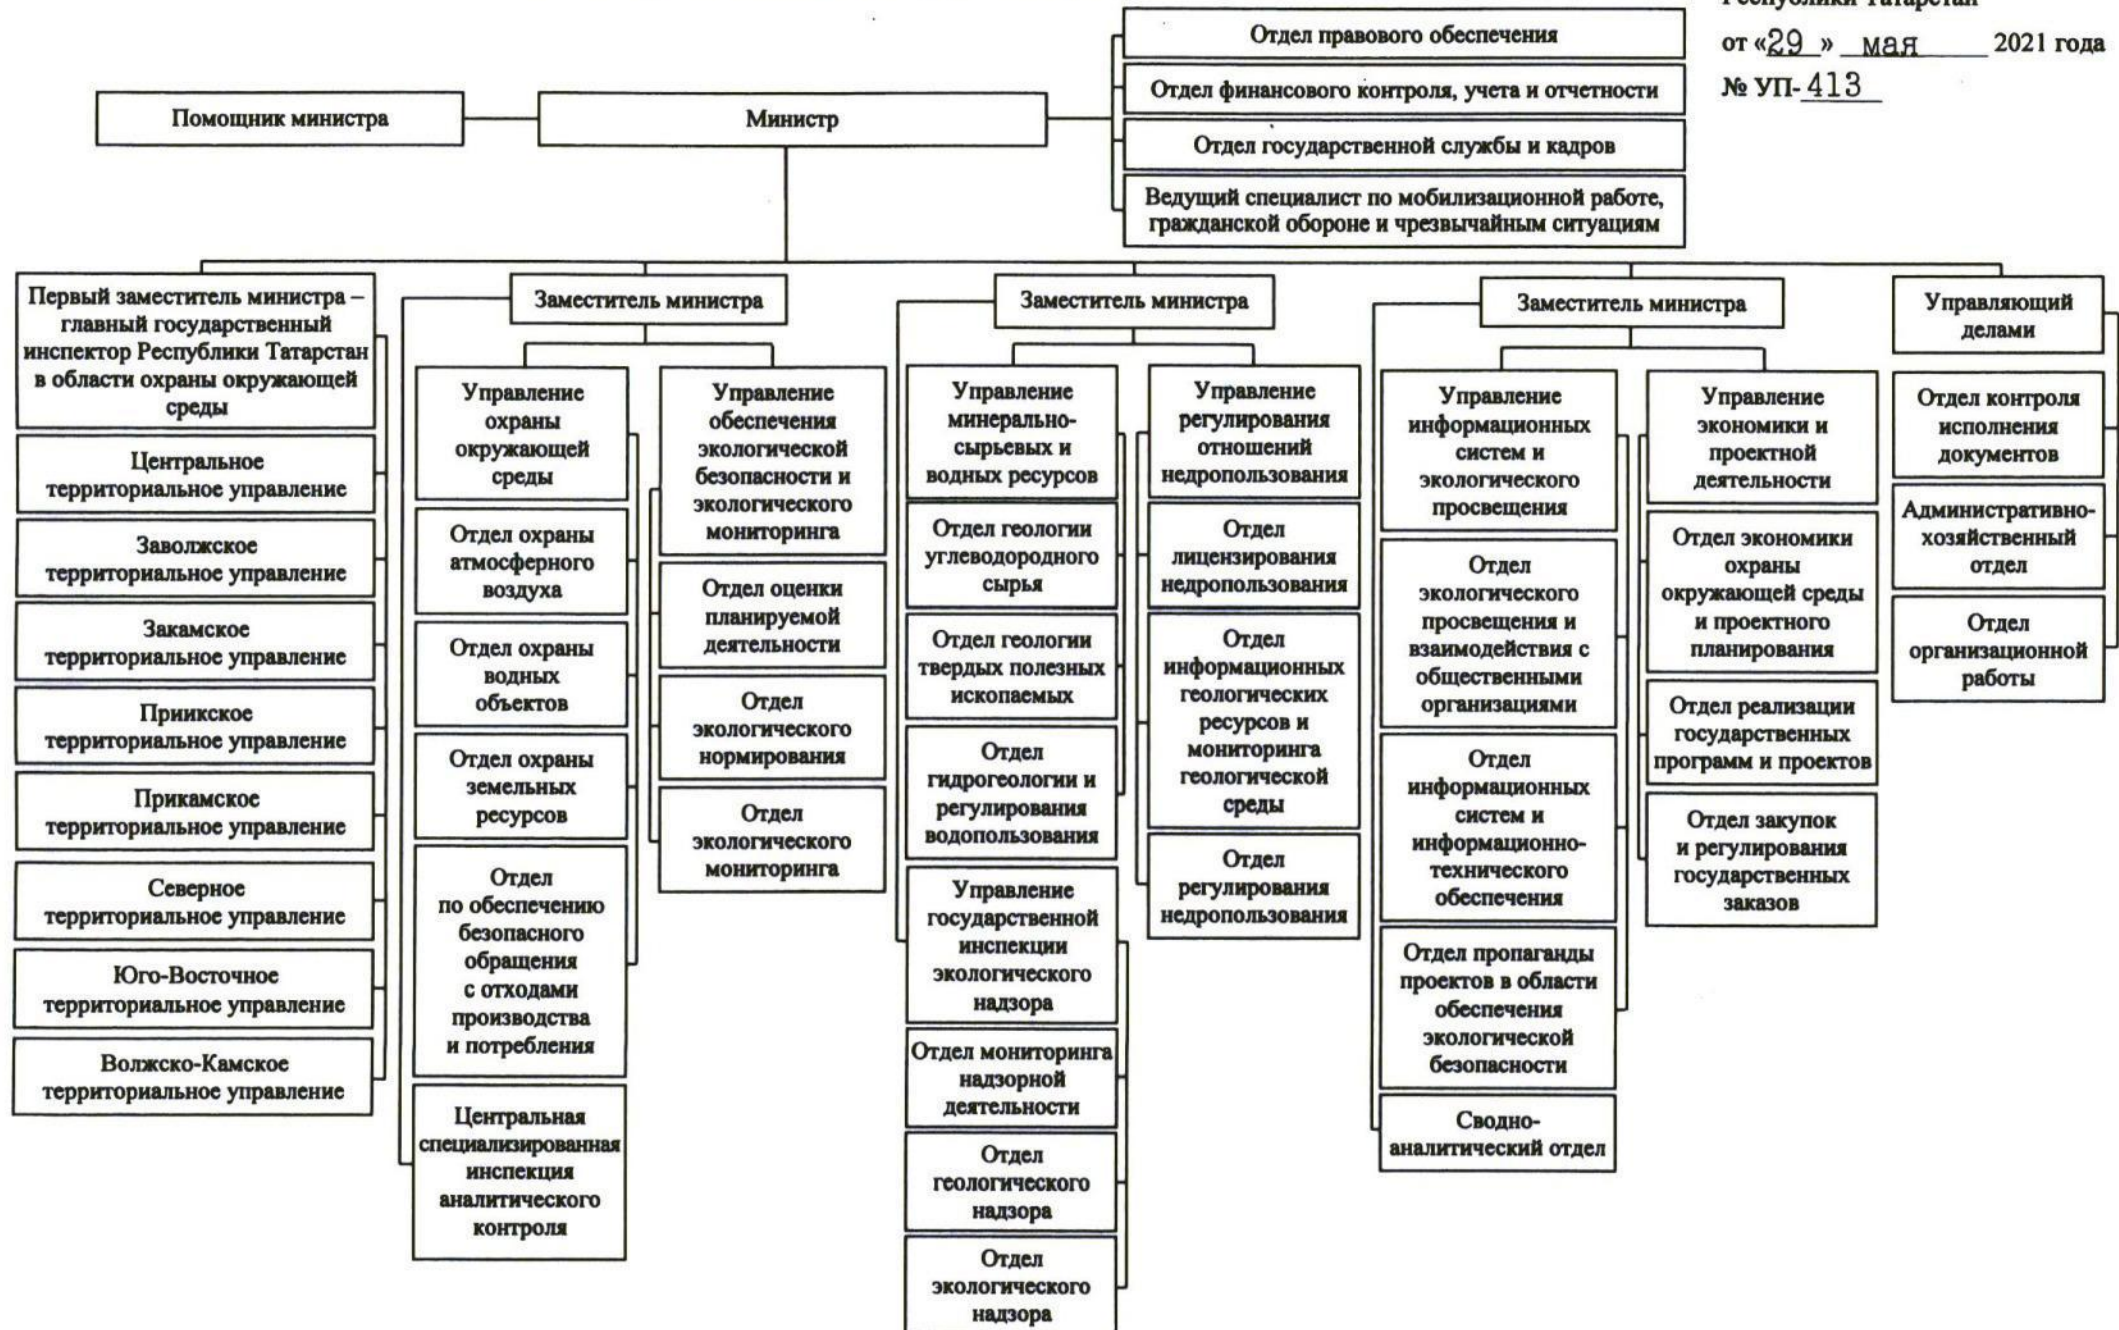 Республики Татарстан
от «29» мая 2021 года
№ УП-413
Отдел правового обеспечения
Отдел финансового контроля, учета и отчетности
Отдел государственной службы и кадров
Ведущий специалист по мобилизационной работе,
гражданской обороне и чрезвычайным ситуациям
Помощник министра
Министр
Первый заместитель министра –
главный государственный
инспектор Республики Татарстан
в области охраны окружающей
среды
Центральное
территориальное управление
Заволжское
территориальное управление
Закамское
территориальное управление
Приикское
территориальное управление
Прикамское
территориальное управление
Северное
территориальное управление
Юго-Восточное
территориальное управление
Волжско-Камское
территориальное управление
Заместитель министра
Управление
охраны
окружающей
среды
Отдел охраны
атмосферного
воздуха
Отдел охраны
водных
объектов
Отдел охраны
земельных
ресурсов
Отдел
по обеспечению
безопасного
обращения
с отходами
производства
и потребления
Центральная
специализированная
инспекция
аналитического
контроля
Управление
обеспечения
экологической
безопасности и
экологического
мониторинга
Отдел оценки
планируемой
деятельности
Отдел
экологического
нормирования
Отдел
экологического
мониторинга
Заместитель министра
Управление
минерально-
сырьевых и
водных ресурсов
Отдел геологии
углеводородного
сырья
Отдел геологии
твердых полезных
ископаемых
Отдел
гидрогеологии и
регулирования
водопользования
Управление
государственной
инспекции
экологического
надзора
Отдел мониторинга
надзорной
деятельности
Отдел
геологического
надзора
Отдел
экологического
надзора
Управление
регулирования
отношений
недропользования
Отдел
лицензирования
недропользования
Отдел
информационных
геологических
ресурсов и
мониторинга
геологической
среды
Отдел
регулирования
недропользования
Заместитель министра
Управление
информационных
систем и
экологического
просвещения
Отдел
экологического
просвещения и
взаимодействия с
общественными
организациями
Отдел
информационных
систем и
информационно-
технического
обеспечения
Отдел пропаганды
проектов в области
обеспечения
экологической
безопасности
Сводно-
аналитический отдел
Управление
экономики и
проектной
деятельности
Отдел экономики
охраны
окружающей среды
и проектного
планирования
Отдел реализации
государственных
программ и проектов
Отдел закупок
и регулирования
государственных
заказов
Управляющий
делами
Отдел контроля
исполнения
документов
Административно-
хозяйственный
отдел
Отдел
организационной
работы